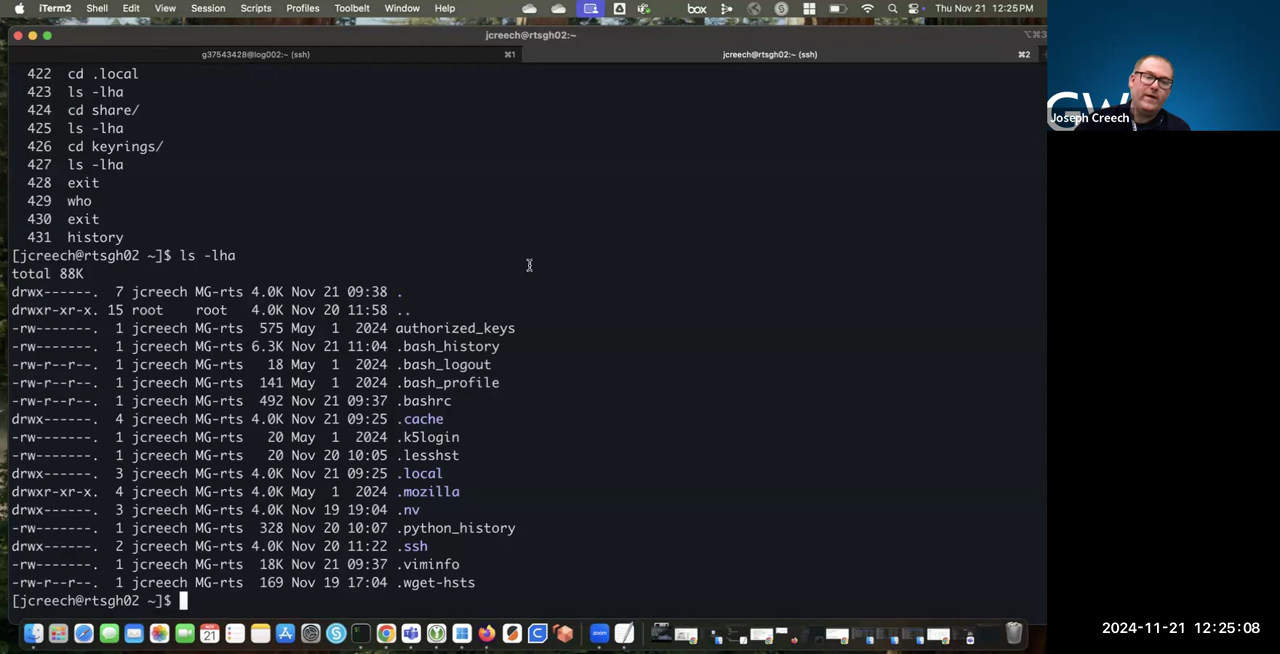 iTerm2 Shell Edit View Session Scripts Profiles Toolbelt Window Help box Thu Nov 21 12:25 PM
jcreech@rtsgh02:~
g37543428@log002:~ (ssh) ⌘1 jcreech@rtsgh02:~ (ssh) ⌘2
422 cd .local
423 ls -lha
424 cd share/
425 ls -lha
426 cd keyrings/
427 ls -lha
428 exit
429 who
430 exit
431 history
[jcreech@rtsgh02 ~]$ ls -lha
total 88K
drwx------. 7 jcreech MG-rts 4.0K Nov 21 09:38 .
drwxr-xr-x. 15 root root 4.0K Nov 20 11:58 ..
-rw-------. 1 jcreech MG-rts 575 May 1 2024 authorized_keys
-rw-------. 1 jcreech MG-rts 6.3K Nov 21 11:04 .bash_history
-rw-r--r--. 1 jcreech MG-rts 18 May 1 2024 .bash_logout
-rw-r--r--. 1 jcreech MG-rts 141 May 1 2024 .bash_profile
-rw-r--r--. 1 jcreech MG-rts 492 Nov 21 09:37 .bashrc
drwx------. 4 jcreech MG-rts 4.0K Nov 21 09:25 .cache
-rw-------. 1 jcreech MG-rts 20 May 1 2024 .k5login
-rw-------. 1 jcreech MG-rts 20 Nov 20 10:05 .lesshst
drwx------. 3 jcreech MG-rts 4.0K Nov 21 09:25 .local
drwxr-xr-x. 4 jcreech MG-rts 4.0K May 1 2024 .mozilla
drwx------. 3 jcreech MG-rts 4.0K Nov 19 19:04 .nv
-rw-------. 1 jcreech MG-rts 328 Nov 20 10:07 .python_history
drwx------. 2 jcreech MG-rts 4.0K Nov 20 11:22 .ssh
-rw-------. 1 jcreech MG-rts 18K Nov 21 09:37 .viminfo
-rw-r--r--. 1 jcreech MG-rts 169 Nov 19 17:04 .wget-hsts
[jcreech@rtsgh02 ~]$
GW
Joseph Creech
NOV
21
zoom
2024-11-21 12:25:08